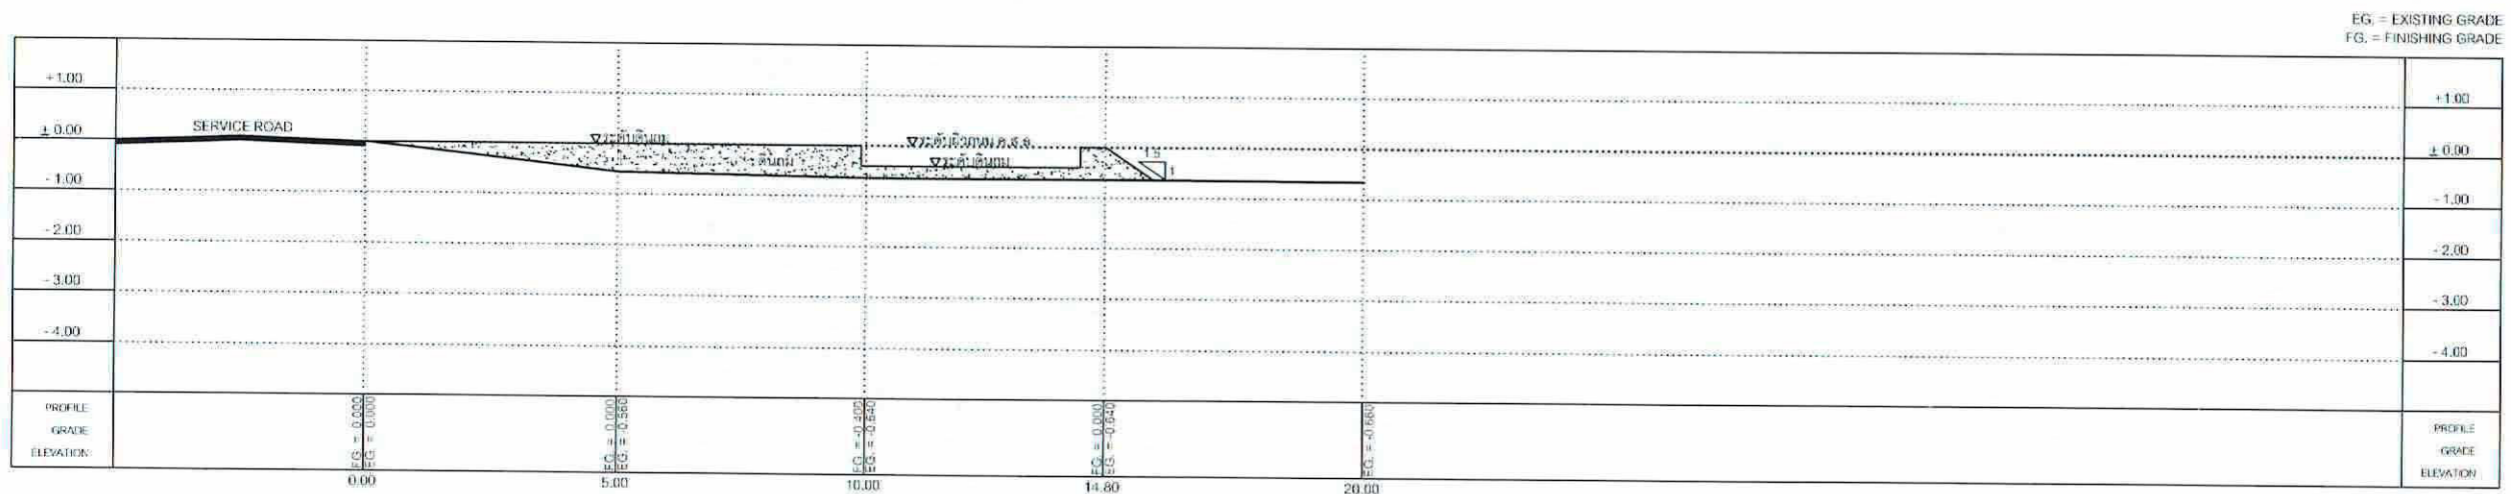 EG. = EXISTING GRADE
FG. = FINISHING GRADE
+1.00
± 0.00
- 1.00
- 2.00
- 3.00
- 4.00
SERVICE ROAD
ระดับดินถม
ดินถม
ระดับผิวถนน ค.ส.ล.
ระดับดินถม
1.5
1
+1.00
± 0.00
- 1.00
- 2.00
- 3.00
- 4.00
PROFILE
GRADE
ELEVATION
FG. = 0.000
EG. = 0.000
0.00
FG. = 0.000
EG. = -0.560
5.00
FG. = -0.400
EG. = -0.640
10.00
FG. = 0.000
EG. = -0.640
14.80
EG. = -0.660
20.00
PROFILE
GRADE
ELEVATION